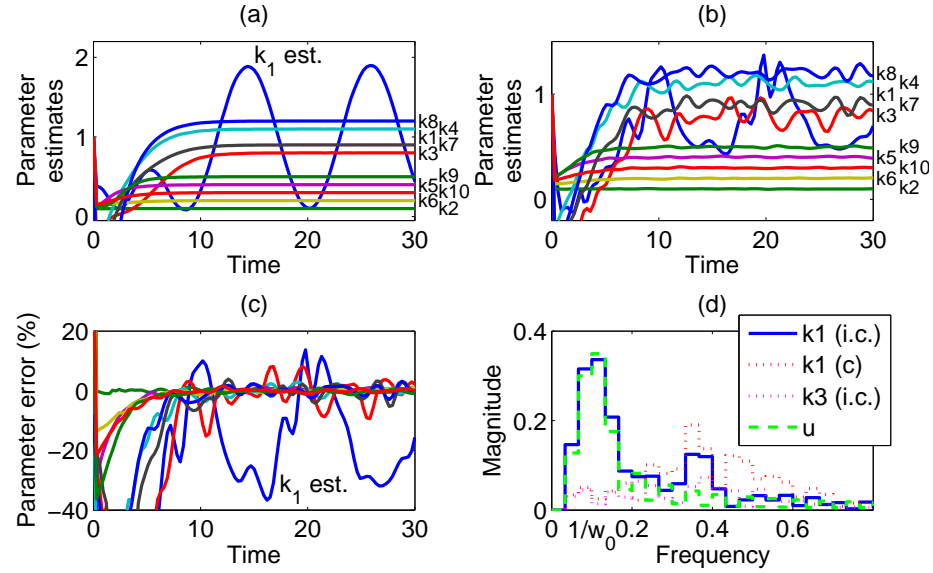 (a)
Parameter
estimates
2
1
0
k1 est.
k8
k4
k1
k7
k3
k9
k5
k10
k6
k2
0
10
20
30
Time
(b)
Parameter
estimates
1
0
k8
k4
k1
k7
k3
k9
k5
k10
k6
k2
0
10
20
30
Time
(c)
Parameter error (%)
20
0
−20
−40
k1 est.
0
10
20
30
Time
(d)
Magnitude
0.4
0.2
0
k1 (i.c.)
k1 (c)
k3 (i.c.)
u
0
1/w0
0.2
0.4
0.6
Frequency